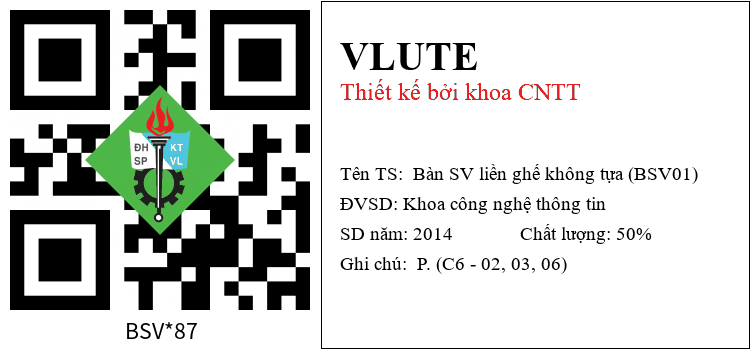 ĐH KT
SP VL
BSV*87
VLUTE
Thiết kế bởi khoa CNTT
Tên TS: Bàn SV liền ghế không tựa (BSV01)
ĐVSD: Khoa công nghệ thông tin
SD năm: 2014 Chất lượng: 50%
Ghi chú: P. (C6 - 02, 03, 06)